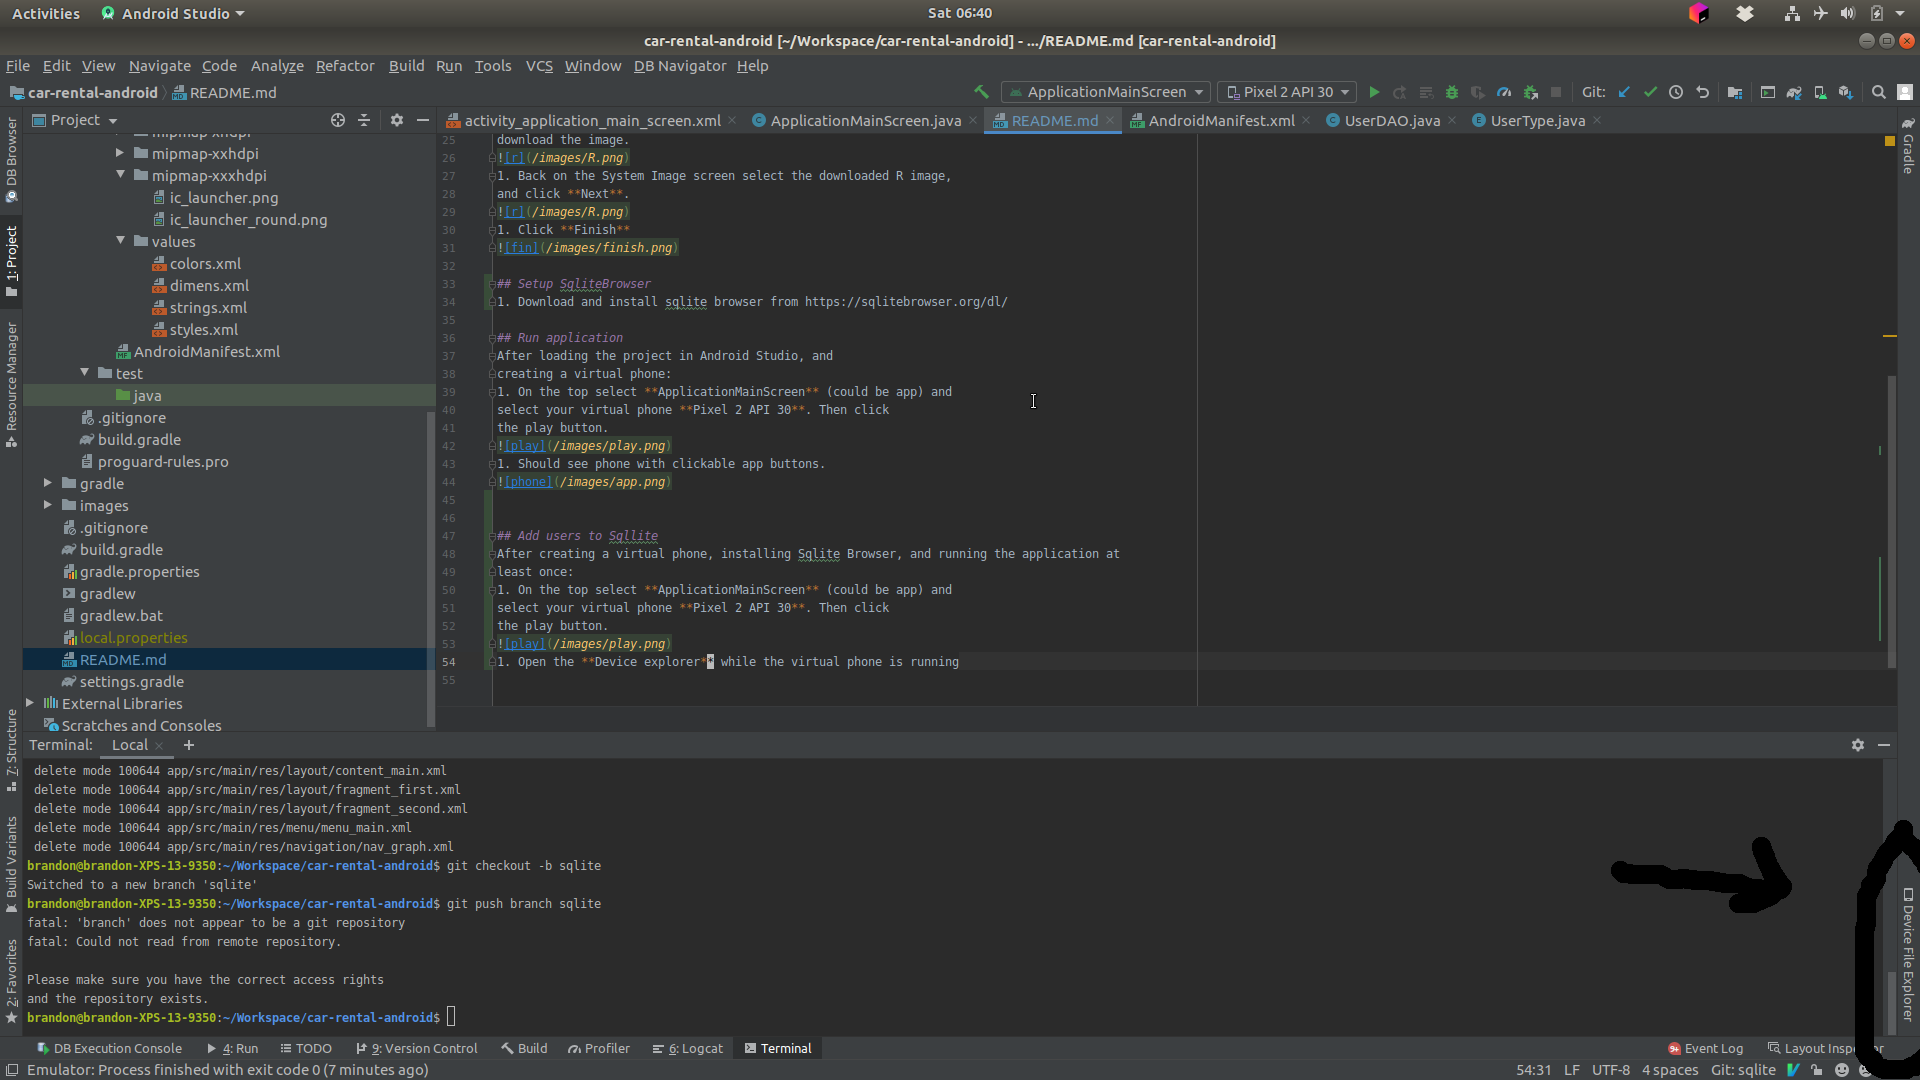 Activities
Android Studio
Sat 06:40
car-rental-android [~/Workspace/car-rental-android] - .../README.md [car-rental-android]
File Edit View Navigate Code Analyze Refactor Build Run Tools VCS Window DB Navigator Help
car-rental-android README.md
ApplicationMainScreen Pixel 2 API 30 Git:
Project
activity_application_main_screen.xml ApplicationMainScreen.java README.md AndroidManifest.xml UserDAO.java UserType.java
DB Browser
1: Project
Resource Manager
7: Structure
Build Variants
2: Favorites
mipmap-xhdpi
mipmap-xxhdpi
mipmap-xxxhdpi
ic_launcher.png
ic_launcher_round.png
values
colors.xml
dimens.xml
strings.xml
styles.xml
AndroidManifest.xml
test
java
.gitignore
build.gradle
proguard-rules.pro
gradle
images
.gitignore
build.gradle
gradle.properties
gradlew
gradlew.bat
local.properties
README.md
settings.gradle
External Libraries
Scratches and Consoles
25 download the image.
26 ![r](/images/R.png)
27 1. Back on the System Image screen select the downloaded R image,
28 and click **Next**.
29 ![r](/images/R.png)
30 1. Click **Finish**
31 ![fin](/images/finish.png)
32
33 ## Setup SqliteBrowser
34 1. Download and install sqlite browser from https://sqlitebrowser.org/dl/
35
36 ## Run application
37 After loading the project in Android Studio, and
38 creating a virtual phone:
39 1. On the top select **ApplicationMainScreen** (could be app) and
40 select your virtual phone **Pixel 2 API 30**. Then click
41 the play button.
42 ![play](/images/play.png)
43 1. Should see phone with clickable app buttons.
44 ![phone](/images/app.png)
45
46
47 ## Add users to Sqllite
48 After creating a virtual phone, installing Sqlite Browser, and running the application at
49 least once:
50 1. On the top select **ApplicationMainScreen** (could be app) and
51 select your virtual phone **Pixel 2 API 30**. Then click
52 the play button.
53 ![play](/images/play.png)
54 1. Open the **Device explorer** while the virtual phone is running
55
Gradle
Device File Explorer
Terminal: Local +
delete mode 100644 app/src/main/res/layout/content_main.xml
delete mode 100644 app/src/main/res/layout/fragment_first.xml
delete mode 100644 app/src/main/res/layout/fragment_second.xml
delete mode 100644 app/src/main/res/menu/menu_main.xml
delete mode 100644 app/src/main/res/navigation/nav_graph.xml
brandon@brandon-XPS-13-9350:~/Workspace/car-rental-android$ git checkout -b sqlite
Switched to a new branch 'sqlite'
brandon@brandon-XPS-13-9350:~/Workspace/car-rental-android$ git push branch sqlite
fatal: 'branch' does not appear to be a git repository
fatal: Could not read from remote repository.
Please make sure you have the correct access rights
and the repository exists.
brandon@brandon-XPS-13-9350:~/Workspace/car-rental-android$
DB Execution Console 4: Run TODO 9: Version Control Build Profiler 6: Logcat Terminal 9+ Event Log Layout
Emulator: Process finished with exit code 0 (7 minutes ago) 54:31 LF UTF-8 4 spaces Git: sqlite